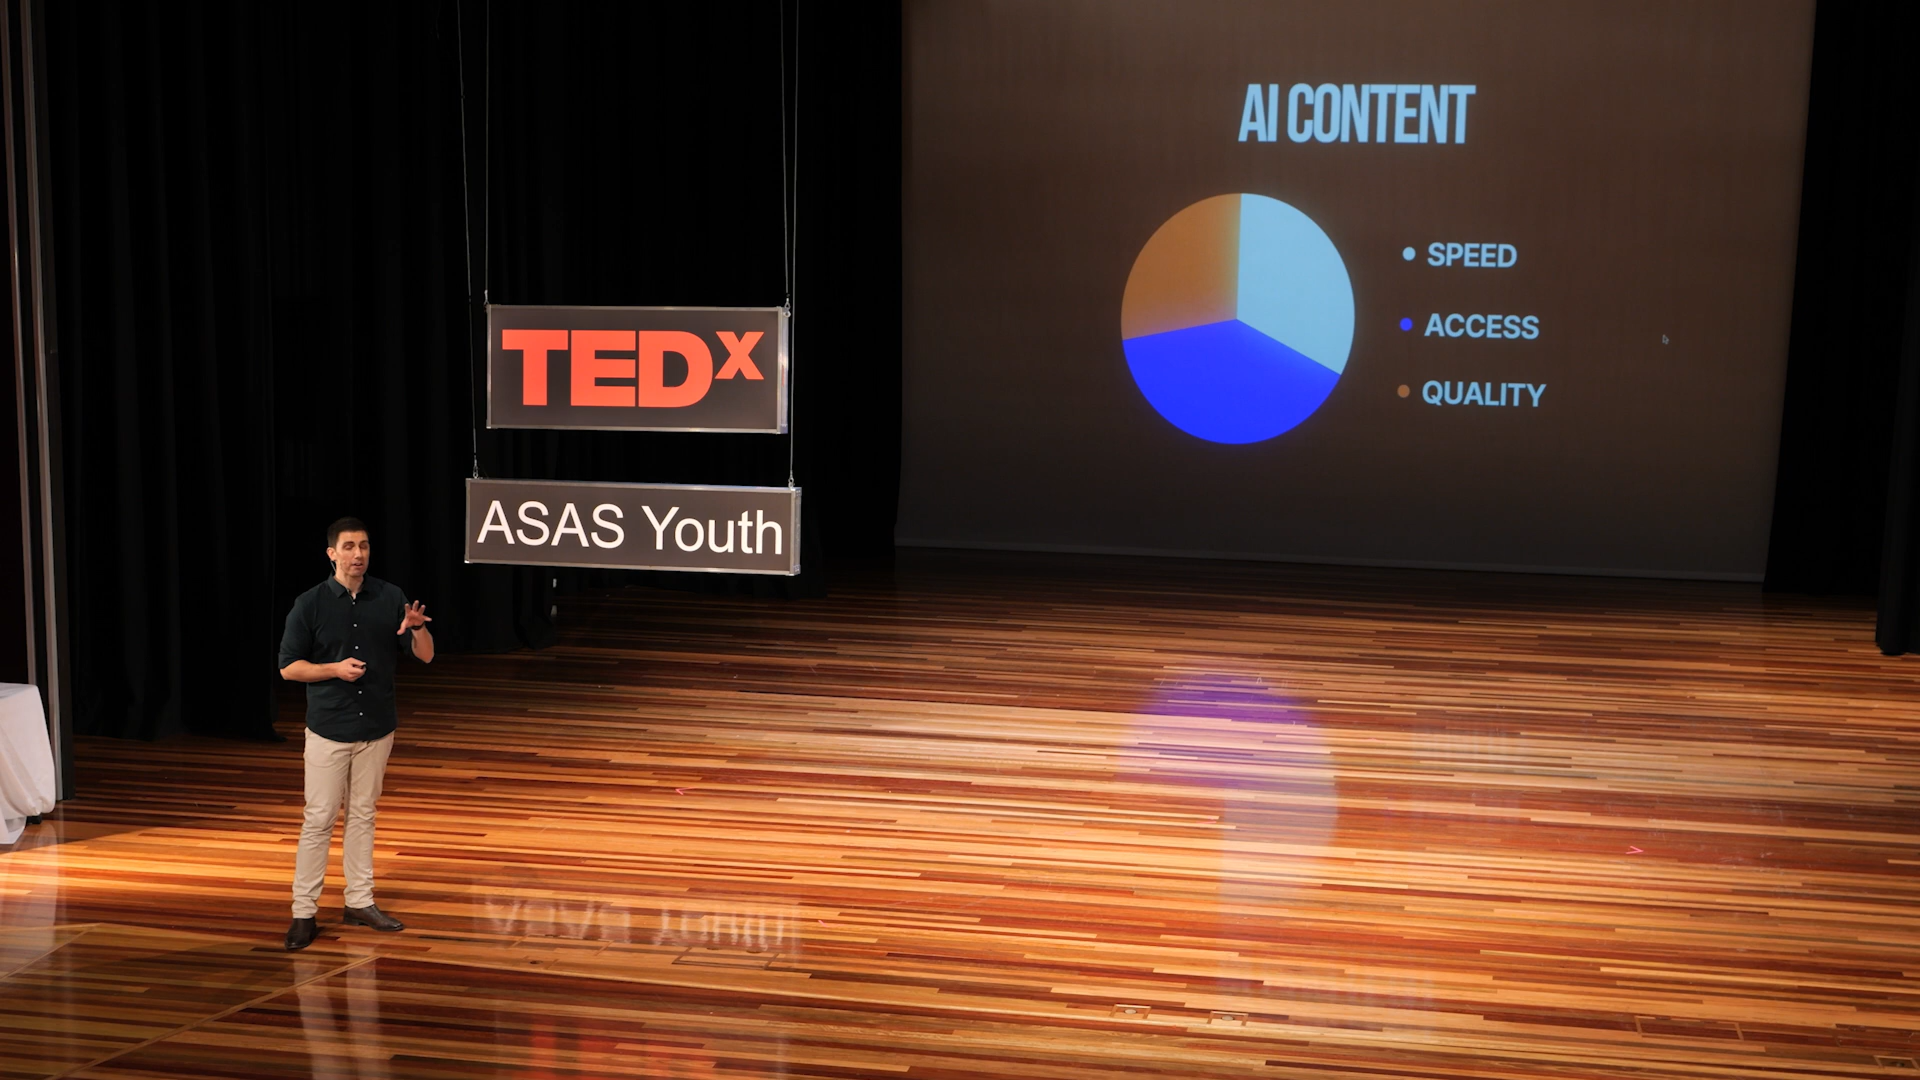 TEDx
ASAS Youth
AI CONTENT
SPEED
ACCESS
QUALITY